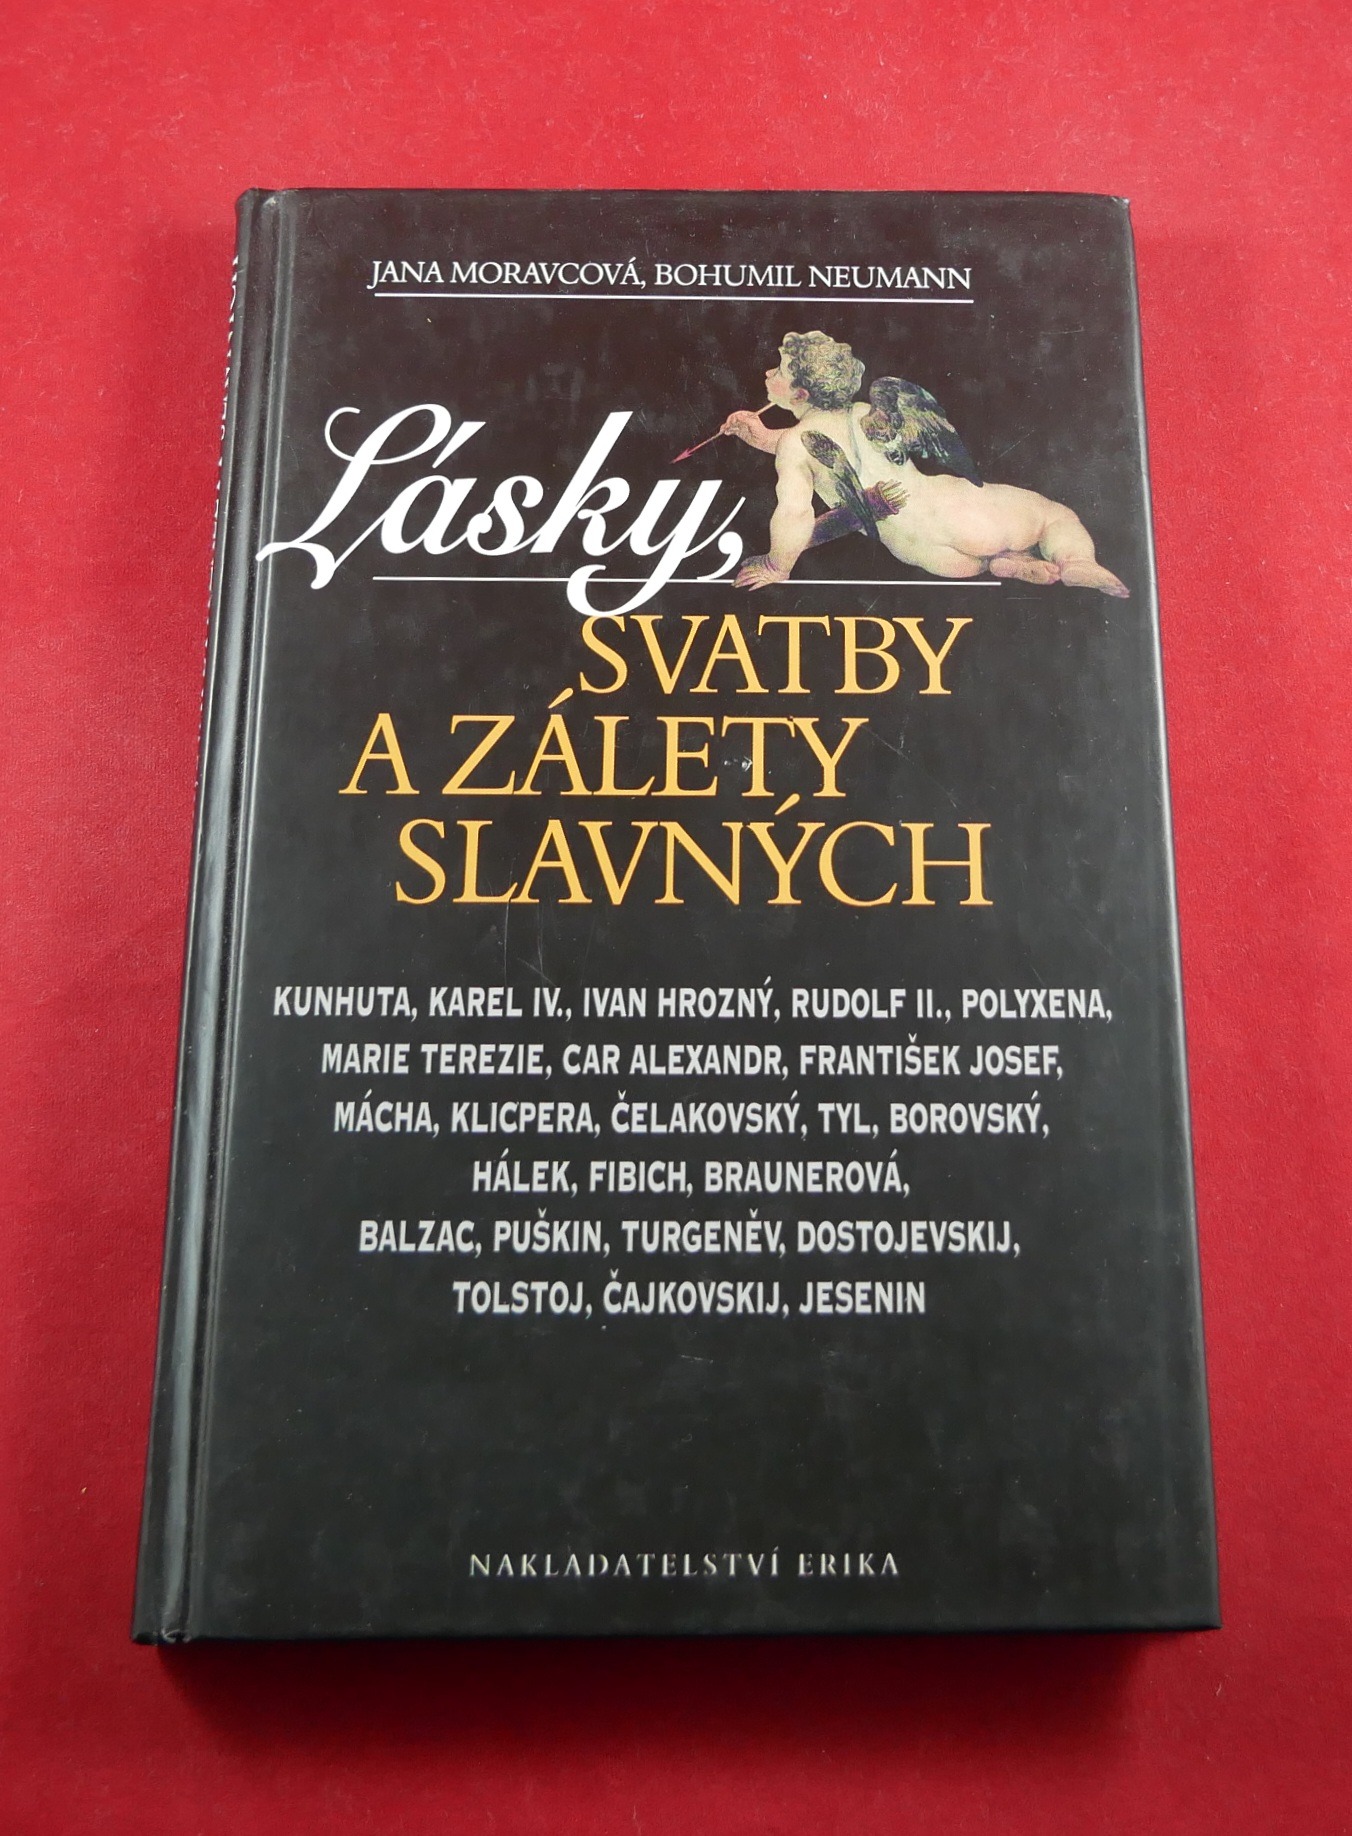 JANA MORAVCOVÁ, BOHUMIL NEUMANN
Lásky,
SVATBY
A ZÁLETY
SLAVNÝCH
KUNHUTA, KAREL IV., IVAN HROZNÝ, RUDOLF II., POLYXENA,
MARIE TEREZIE, CAR ALEXANDR, FRANTIŠEK JOSEF,
MÁCHA, KLICPERA, ČELAKOVSKÝ, TYL, BOROVSKÝ,
HÁLEK, FIBICH, BRAUNEROVÁ,
BALZAC, PUŠKIN, TURGENĚV, DOSTOJEVSKIJ,
TOLSTOJ, ČAJKOVSKIJ, JESENIN
NAKLADATELSTVÍ ERIKA